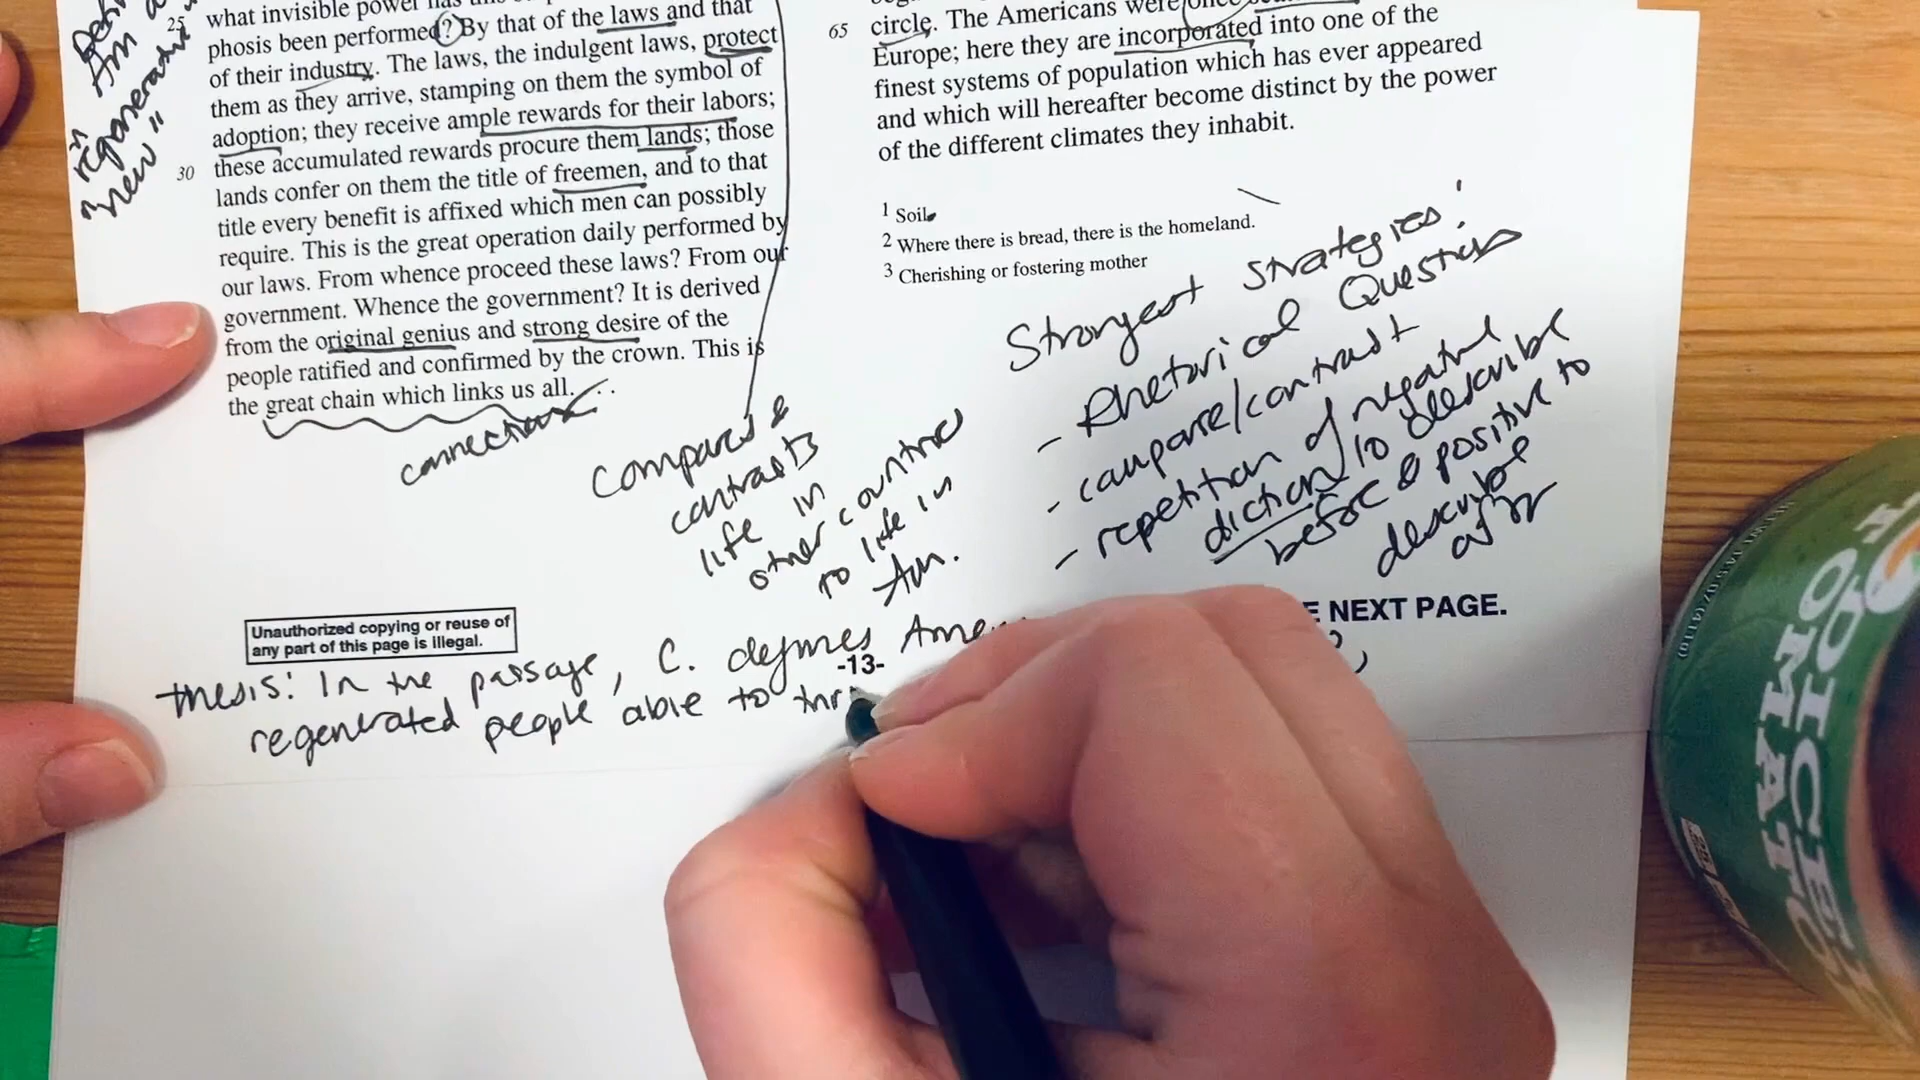 25 what invisible power has this
phosis been performed? By that of the laws and that
of their industry. The laws, the indulgent laws, protect
them as they arrive, stamping on them the symbol of
adoption; they receive ample rewards for their labors;
30 these accumulated rewards procure them lands; those
lands confer on them the title of freemen, and to that
title every benefit is affixed which men can possibly
require. This is the great operation daily performed by
our laws. From whence proceed these laws? From our
government. Whence the government? It is derived
from the original genius and strong desire of the
people ratified and confirmed by the crown. This is
the great chain which links us all. . .
connection
An
"regenerated"
"new"
Compares &
contrasts
life in
other countries
to life in
Am.
circle. The Americans were once
65 Europe; here they are incorporated into one of the
finest systems of population which has ever appeared
and which will hereafter become distinct by the power
of the different climates they inhabit.
1 Soil
2 Where there is bread, there is the homeland.
3 Cherishing or fostering mother
Strongest Strategies:
- Rhetorical Questions
- compare/contrast
- repetition of negative
diction to describe
before & positive to
describe
after
Unauthorized copying or reuse of
any part of this page is illegal.
NEXT PAGE.
-13-
thesis: In the passage, C. defines Ame
regenerated people able to thr
DICED
TOMATO